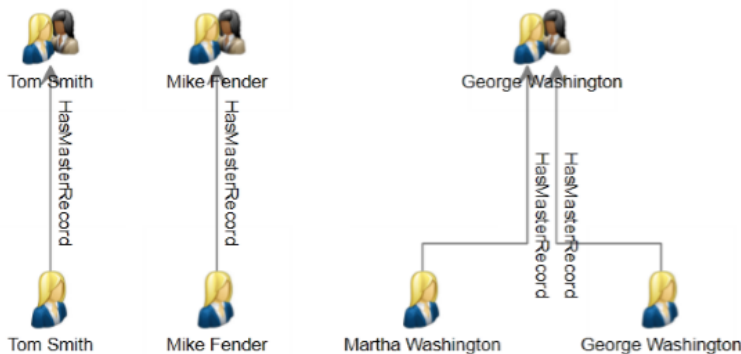 Tom Smith
Mike Fender
George Washington
HasMasterRecord
HasMasterRecord
HasMasterRecord
HasMasterRecord
Tom Smith
Mike Fender
Martha Washington
George Washington